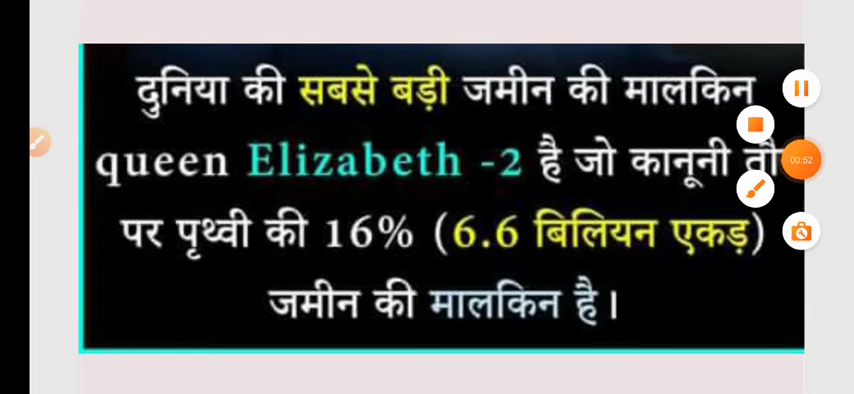 दुनिया की सबसे बड़ी जमीन की मालकिन
queen Elizabeth -2 है जो कानूनी तौ
पर पृथ्वी की 16% (6.6 बिलियन एकड़)
जमीन की मालकिन है।
00:52